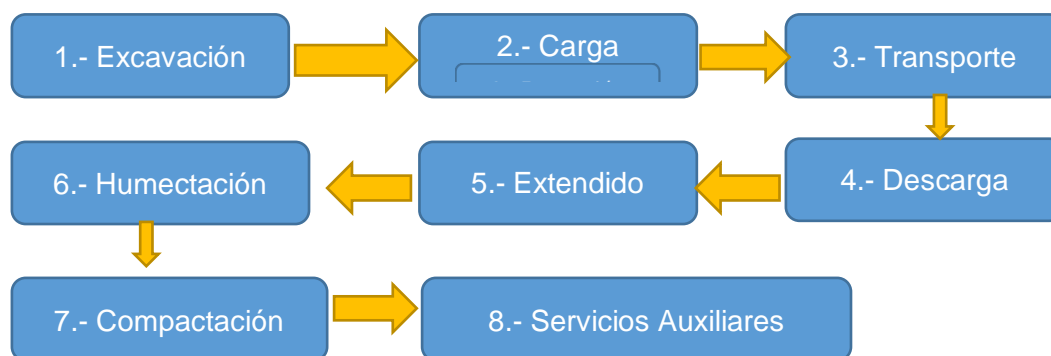 1.- Excavación
2.- Carga
3.- Transporte
4.- Descarga
5.- Extendido
6.- Humectación
7.- Compactación
8.- Servicios Auxiliares